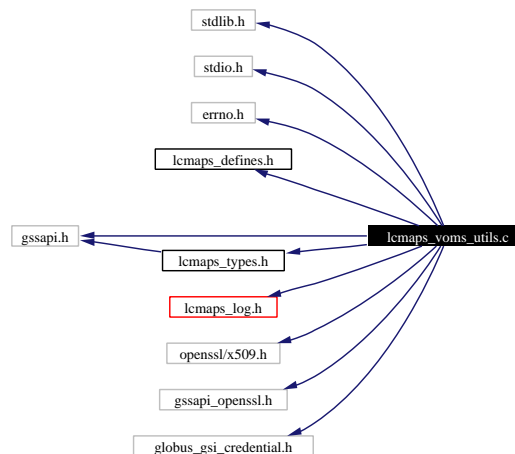 stdlib.h
stdio.h
errno.h
lcmaps_defines.h
gssapi.h
lcmaps_voms_utils.c
lcmaps_types.h
lcmaps_log.h
openssl/x509.h
gssapi_openssl.h
globus_gsi_credential.h